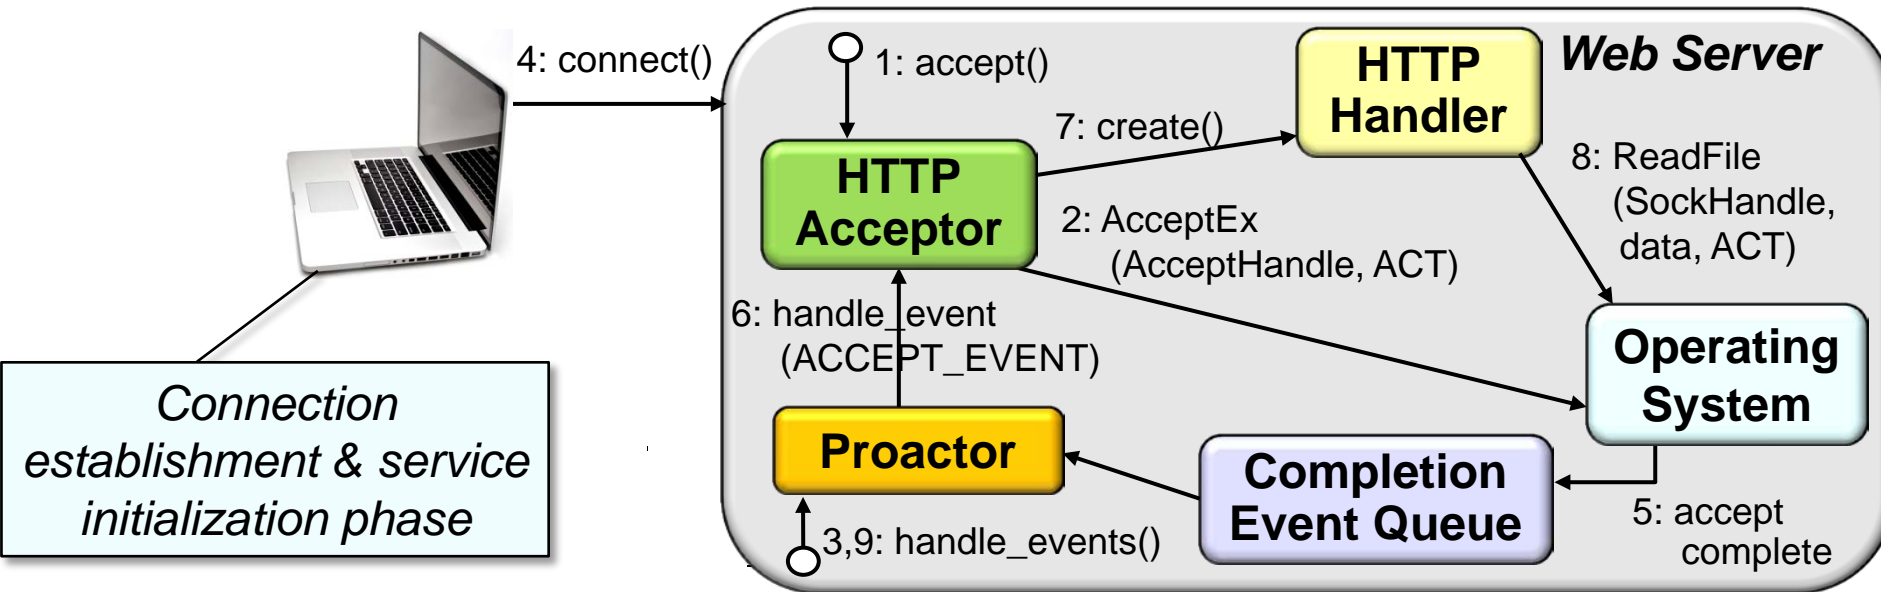 4: connect()
1: accept()
HTTP
Handler
Web Server
7: create()
HTTP
Acceptor
8: ReadFile
(SockHandle,
data, ACT)
2: AcceptEx
(AcceptHandle, ACT)
6: handle_event
(ACCEPT_EVENT)
Operating
System
Connection
establishment & service
initialization phase
Proactor
Completion
Event Queue
5: accept
complete
3,9: handle_events()